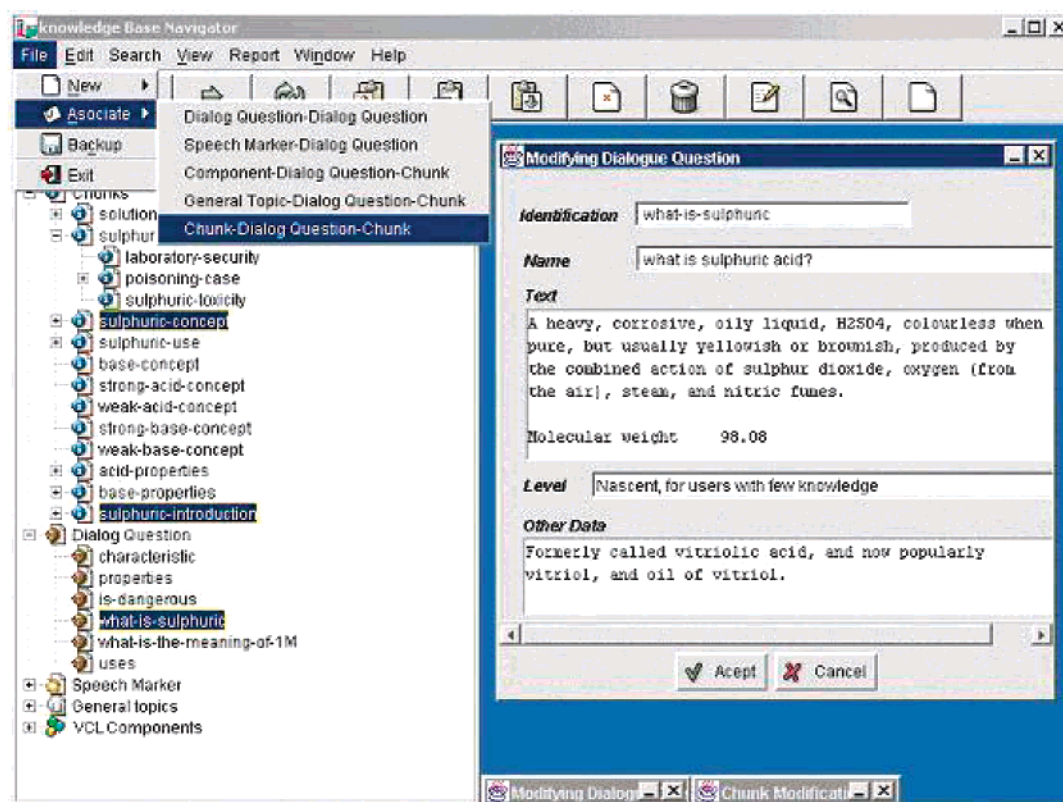 knowledge Base Navigator
File Edit Search View Report Window Help
New
Asociate
Backup
Exit
Dialog Question-Dialog Question
Speech Marker-Dialog Question
Component-Dialog Question-Chunk
General Topic-Dialog Question-Chunk
Chunk-Dialog Question-Chunk
Chunks
solution
sulphur
laboratory-security
poisoning-case
sulphuric-toxicity
sulphuric-concept
sulphuric-use
base-concept
strong-acid-concept
weak-acid-concept
strong-base-concept
weak-base-concept
acid-properties
base-properties
sulphuric-introduction
Dialog Question
characteristic
properties
is-dangerous
what-is-sulphuric
what-is-the-meaning-of-1M
uses
Speech Marker
General topics
VCL Components
Modifying Dialogue Question
Identification what-is-sulphuric
Name what is sulphuric acid?
Text
A heavy, corrosive, oily liquid, H2SO4, colourless when
pure, but usually yellowish or brownish, produced by
the combined action of sulphur dioxide, oxygen (from
the air), steam, and nitric fumes.
Molecular weight 98.08
Level Nascent, for users with few knowledge
Other Data
Formerly called vitriolic acid, and now popularly
vitriol, and oil of vitriol.
Acept Cancel
Modifying Dialog Chunk Modificati